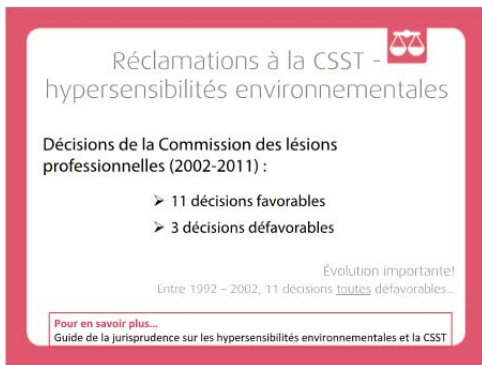 Réclamations à la CSST -
hypersensibilités environnementales
Décisions de la Commission des lésions
professionnelles (2002-2011) :
➢ 11 décisions favorables
➢ 3 décisions défavorables
Évolution importante!
Entre 1992 – 2002, 11 décisions toutes défavorables...
Pour en savoir plus...
Guide de la jurisprudence sur les hypersensibilités environnementales et la CSST